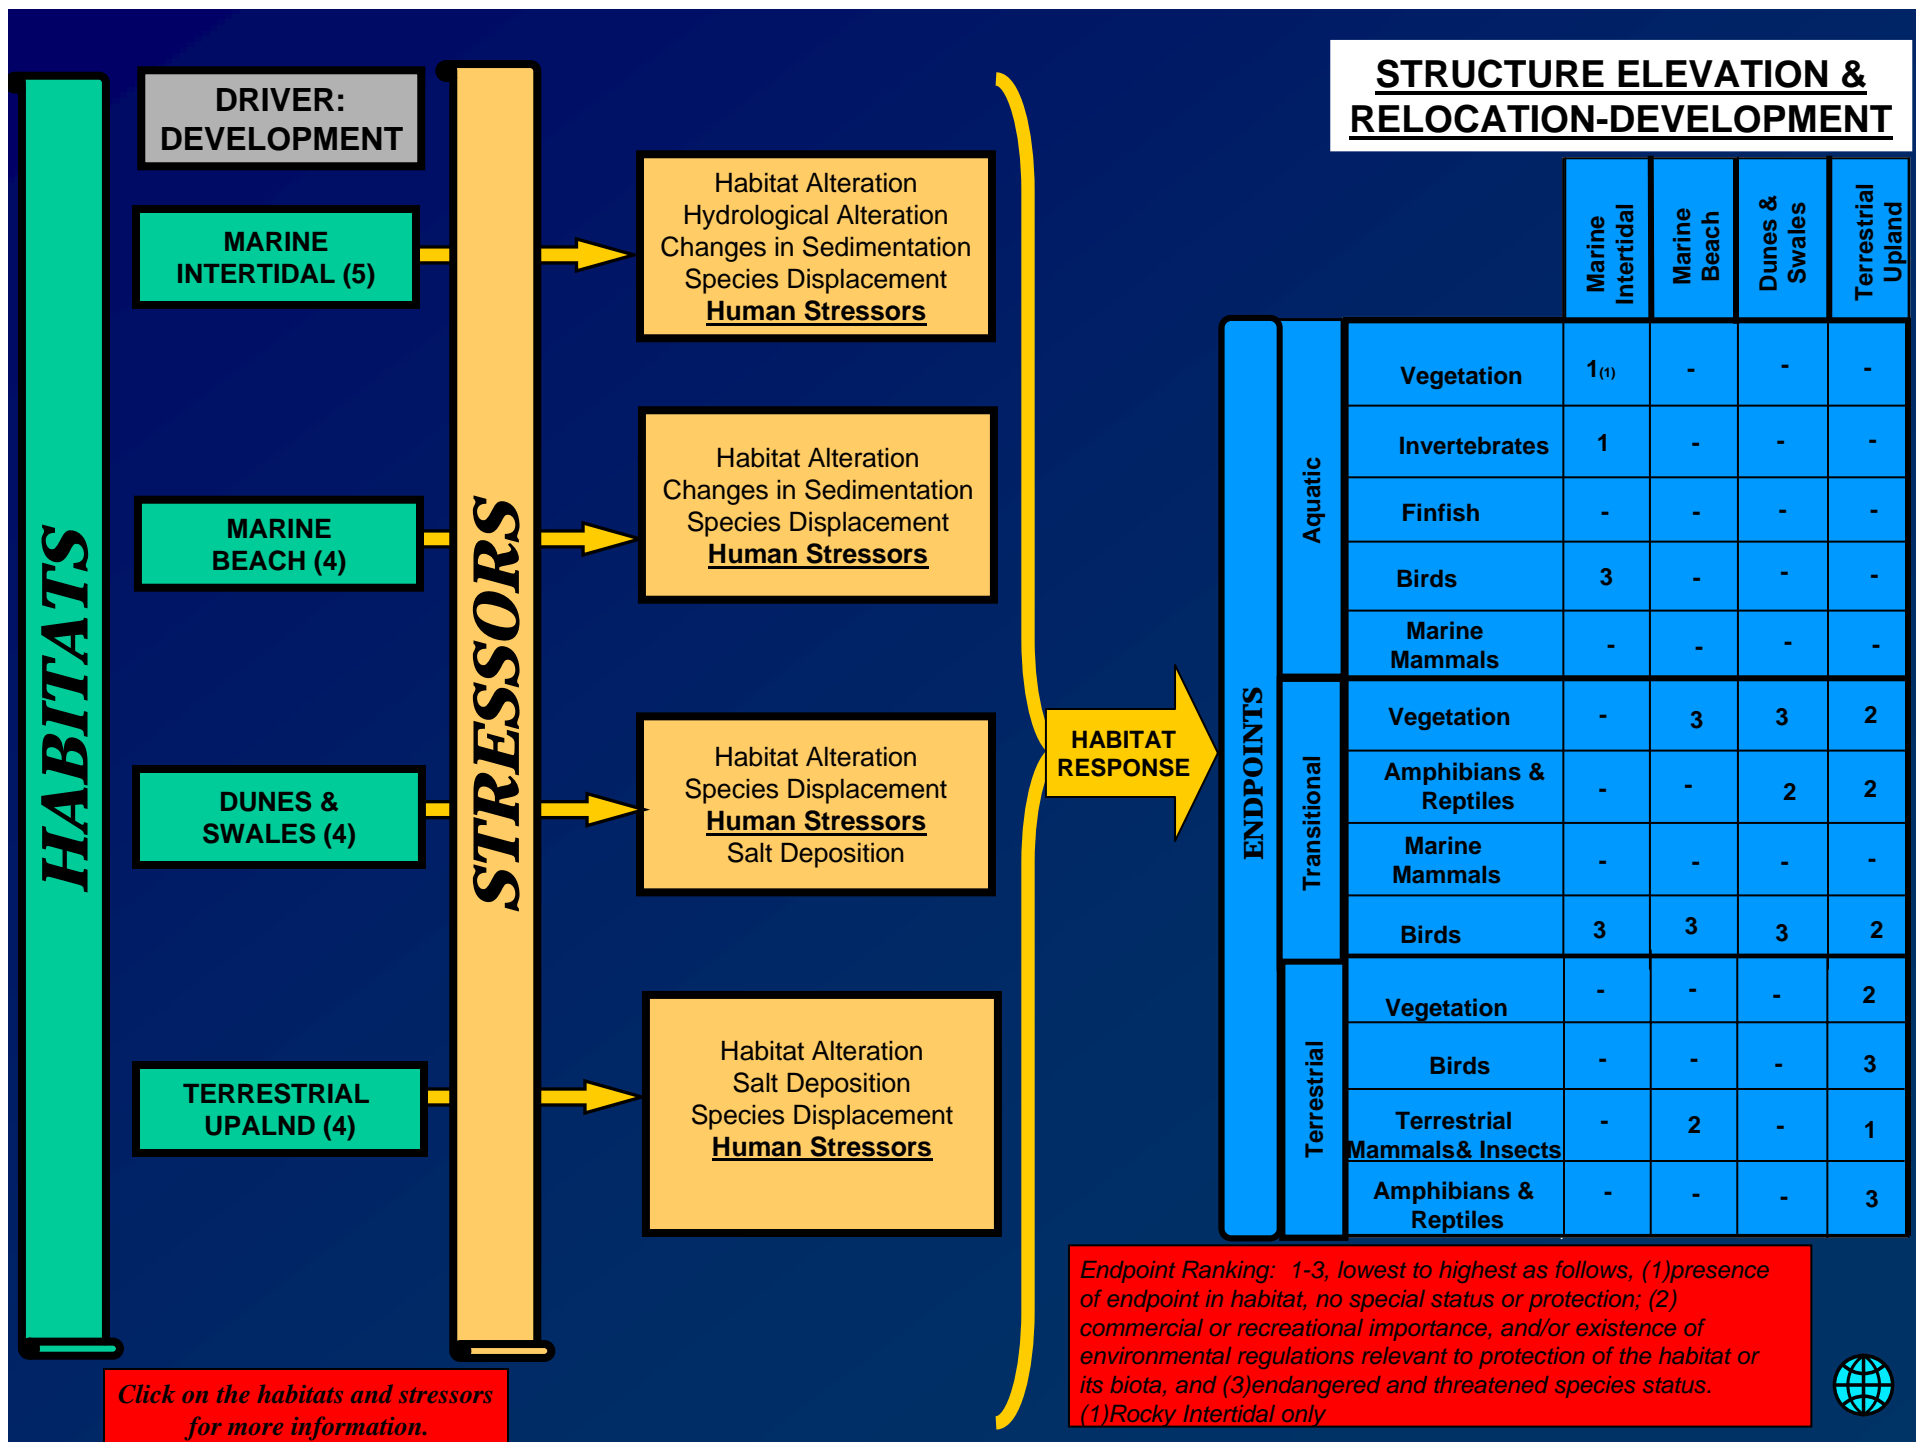 STRUCTURE ELEVATION &
RELOCATION-DEVELOPMENT
DRIVER:
DEVELOPMENT
HABITATS
STRESSORS
MARINE
INTERTIDAL (5)
Habitat Alteration
Hydrological Alteration
Changes in Sedimentation
Species Displacement
Human Stressors
MARINE
BEACH (4)
Habitat Alteration
Changes in Sedimentation
Species Displacement
Human Stressors
DUNES &
SWALES (4)
Habitat Alteration
Species Displacement
Human Stressors
Salt Deposition
TERRESTRIAL
UPALND (4)
Habitat Alteration
Salt Deposition
Species Displacement
Human Stressors
HABITAT
RESPONSE
ENDPOINTS
Marine
Intertidal
Marine
Beach
Dunes &
Swales
Terrestrial
Upland
Aquatic
Vegetation 1(1) - - -
Invertebrates 1 - - -
Finfish - - - -
Birds 3 - - -
Marine
Mammals - - - -
Transitional
Vegetation - 3 3 2
Amphibians &
Reptiles - - 2 2
Marine
Mammals - - - -
Birds 3 3 3 2
Terrestrial
Vegetation - - - 2
Birds - - - 3
Terrestrial
Mammals& Insects - 2 - 1
Amphibians &
Reptiles - - - 3
Endpoint Ranking: 1-3, lowest to highest as follows, (1)presence
of endpoint in habitat, no special status or protection; (2)
commercial or recreational importance, and/or existence of
environmental regulations relevant to protection of the habitat or
its biota, and (3)endangered and threatened species status.
(1)Rocky Intertidal only
Click on the habitats and stressors
for more information.